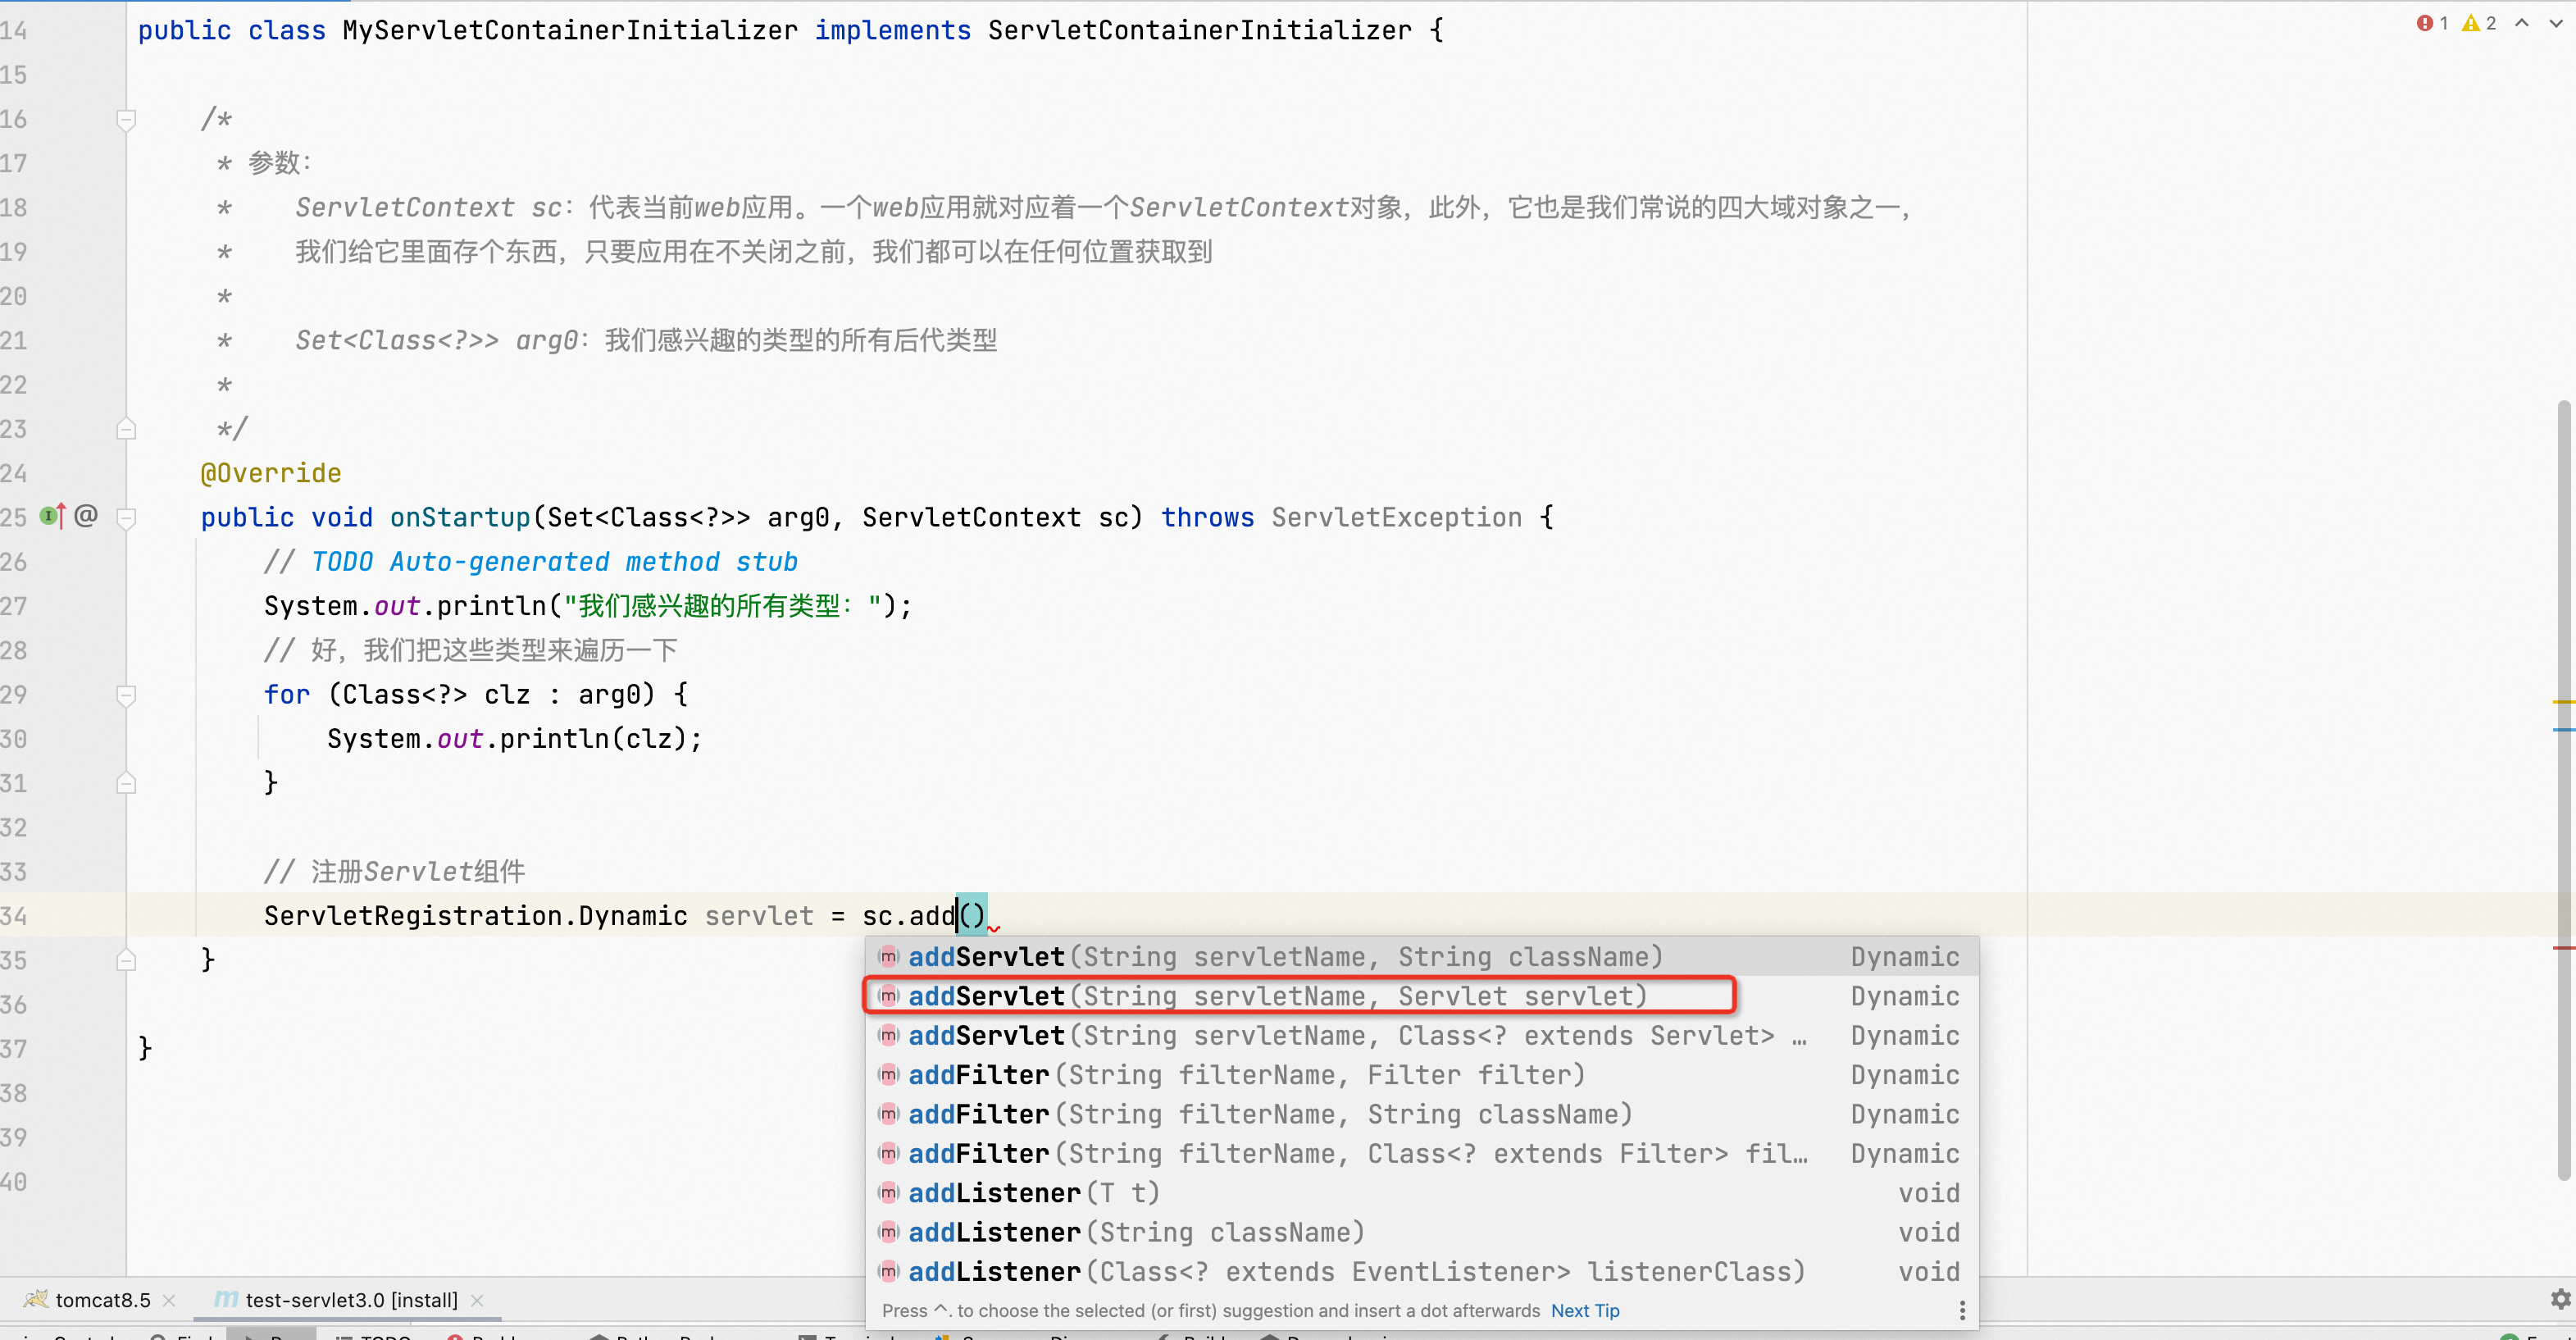 14 public class MyServletContainerInitializer implements ServletContainerInitializer {
1 2
15
16 /*
17 * 参数：
18 * ServletContext sc：代表当前web应用。一个web应用就对应着一个ServletContext对象，此外，它也是我们常说的四大域对象之一，
19 * 我们给它里面存个东西，只要应用在不关闭之前，我们都可以在任何位置获取到
20 *
21 * Set<Class<?>> arg0：我们感兴趣的类型的所有后代类型
22 *
23 */
24 @Override
25 @ public void onStartup(Set<Class<?>> arg0, ServletContext sc) throws ServletException {
26 // TODO Auto-generated method stub
27 System.out.println("我们感兴趣的所有类型：");
28 // 好，我们把这些类型来遍历一下
29 for (Class<?> clz : arg0) {
30 System.out.println(clz);
31 }
32
33 // 注册Servlet组件
34 ServletRegistration.Dynamic servlet = sc.add()
35 }
36
37 }
38
39
40
addServlet(String servletName, String className) Dynamic
addServlet(String servletName, Servlet servlet) Dynamic
addServlet(String servletName, Class<? extends Servlet> … Dynamic
addFilter(String filterName, Filter filter) Dynamic
addFilter(String filterName, String className) Dynamic
addFilter(String filterName, Class<? extends Filter> fil… Dynamic
addListener(T t) void
addListener(String className) void
addListener(Class<? extends EventListener> listenerClass) void
Press ^. to choose the selected (or first) suggestion and insert a dot afterwards Next Tip
tomcat8.5 test-servlet3.0 [install]